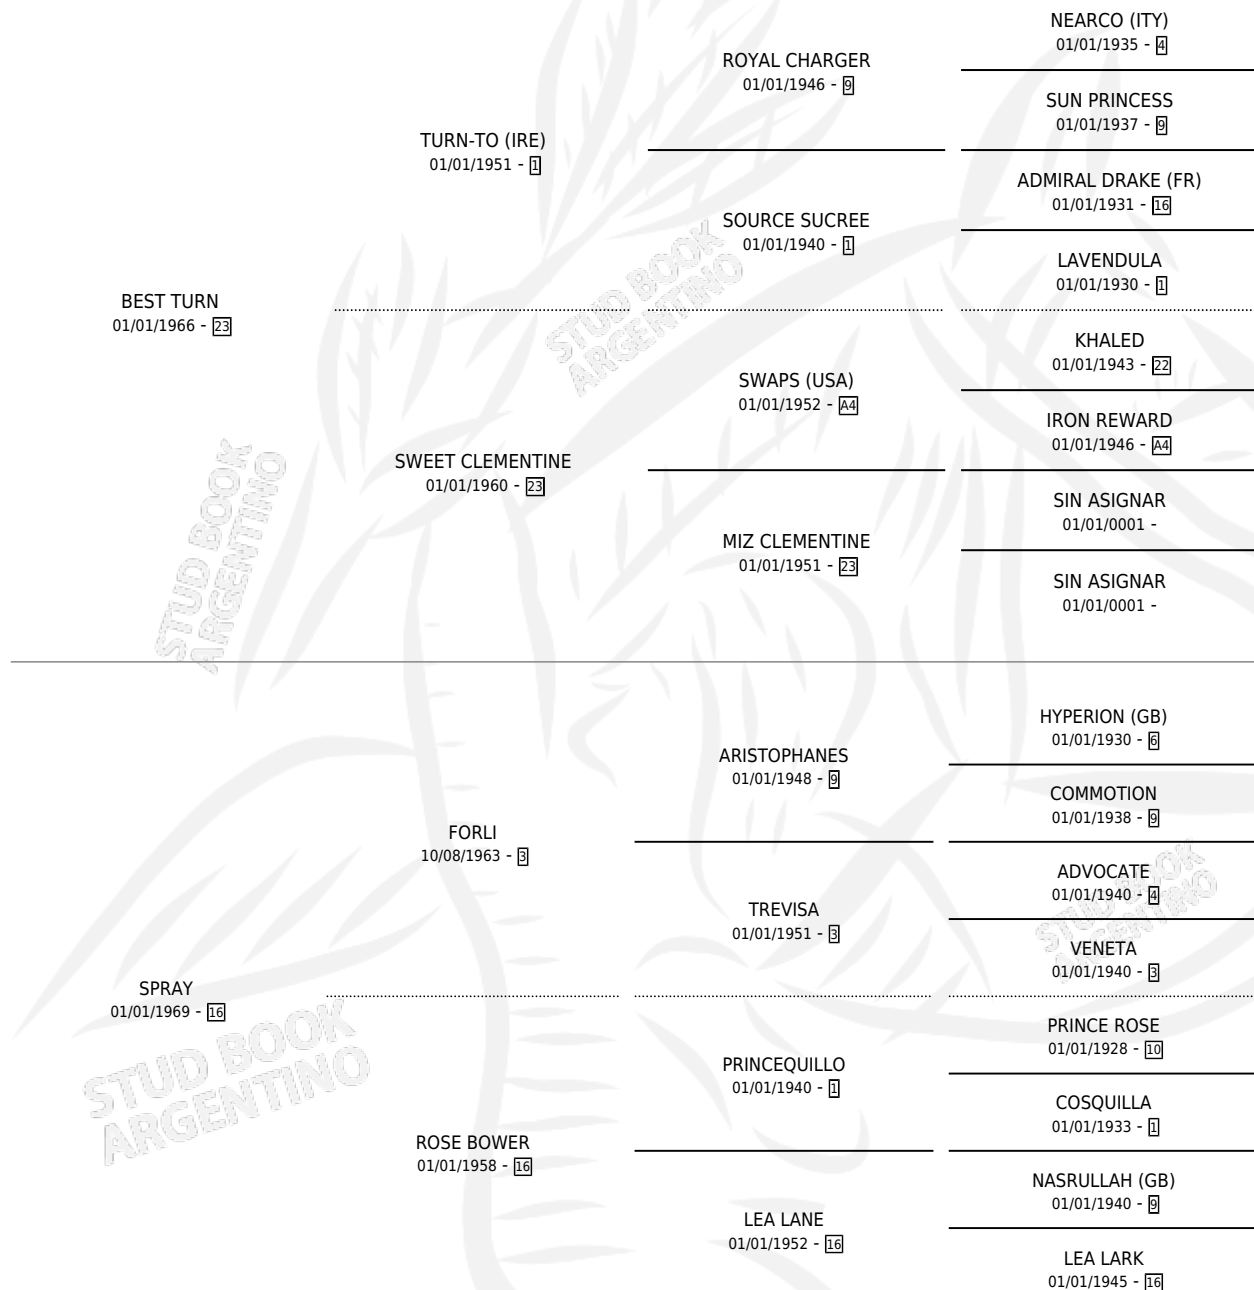 NEARCO (ITY)
01/01/1935 - 4
ROYAL CHARGER
01/01/1946 - 9
SUN PRINCESS
01/01/1937 - 9
TURN-TO (IRE)
01/01/1951 - 1
ADMIRAL DRAKE (FR)
01/01/1931 - 16
SOURCE SUCREE
01/01/1940 - 1
LAVENDULA
01/01/1930 - 1
BEST TURN
01/01/1966 - 23
KHALED
01/01/1943 - 22
SWAPS (USA)
01/01/1952 - A4
IRON REWARD
01/01/1946 - A4
SWEET CLEMENTINE
01/01/1960 - 23
SIN ASIGNAR
01/01/0001 -
MIZ CLEMENTINE
01/01/1951 - 23
SIN ASIGNAR
01/01/0001 -
HYPERION (GB)
01/01/1930 - 6
ARISTOPHANES
01/01/1948 - 9
COMMOTION
01/01/1938 - 9
FORLI
10/08/1963 - 3
ADVOCATE
01/01/1940 - 4
TREVISA
01/01/1951 - 3
VENETA
01/01/1940 - 3
SPRAY
01/01/1969 - 16
PRINCE ROSE
01/01/1928 - 10
PRINCEQUILLO
01/01/1940 - 1
COSQUILLA
01/01/1933 - 1
ROSE BOWER
01/01/1958 - 16
NASRULLAH (GB)
01/01/1940 - 9
LEA LANE
01/01/1952 - 16
LEA LARK
01/01/1945 - 16
STUD BOOK
ARGENTINO
STUD BOOK
ARGENTINO
STUD BOOK
ARGENTINO
STUD BOOK
ARGENTINO